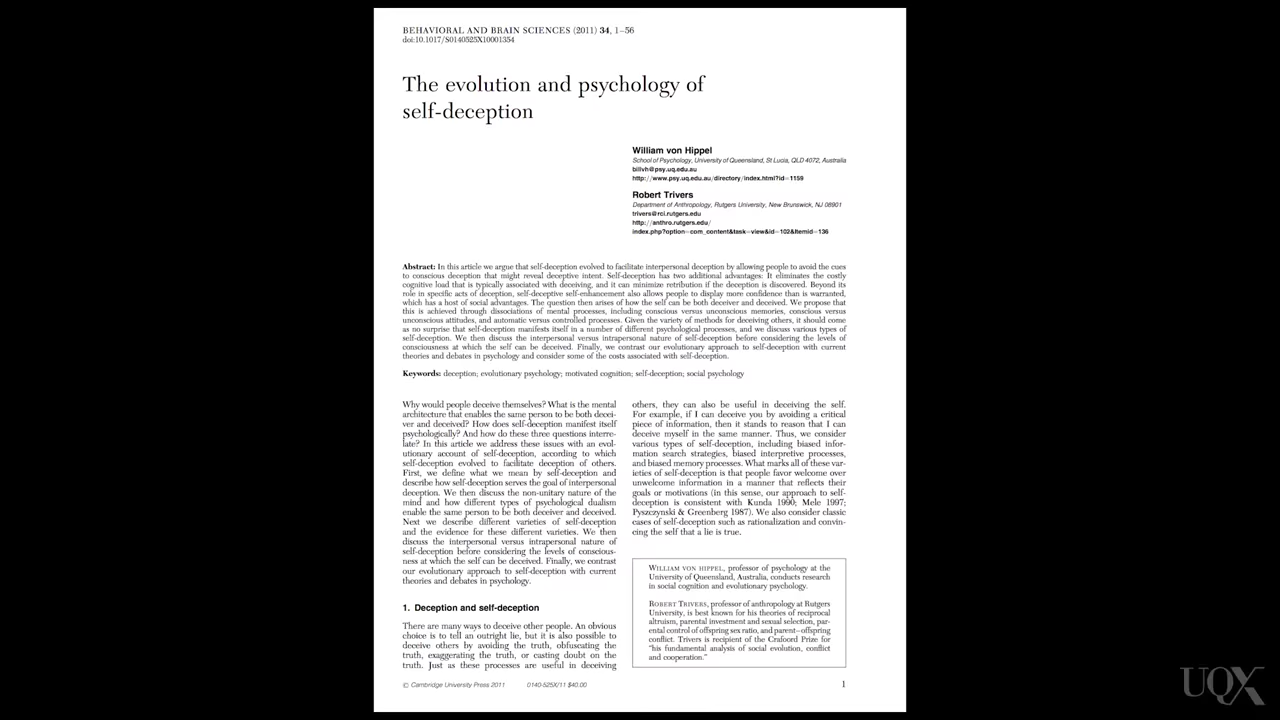 BEHAVIORAL AND BRAIN SCIENCES (2011) 34, 1–56
doi:10.1017/S0140525X10001354
The evolution and psychology of
self-deception
William von Hippel
School of Psychology, University of Queensland, St Lucia, QLD 4072, Australia
billvh@psy.uq.edu.au
http://www.psy.uq.edu.au/directory/index.html?id=1159
Robert Trivers
Department of Anthropology, Rutgers University, New Brunswick, NJ 08901
trivers@rci.rutgers.edu
http://anthro.rutgers.edu/
index.php?option=com_content&task=view&id=102&Itemid=136
Abstract: In this article we argue that self-deception evolved to facilitate interpersonal deception by allowing people to avoid the cues
to conscious deception that might reveal deceptive intent. Self-deception has two additional advantages: It eliminates the costly
cognitive load that is typically associated with deceiving, and it can minimize retribution if the deception is discovered. Beyond its
role in specific acts of deception, self-deceptive self-enhancement also allows people to display more confidence than is warranted,
which has a host of social advantages. The question then arises of how the self can be both deceiver and deceived. We propose that
this is achieved through dissociations of mental processes, including conscious versus unconscious memories, conscious versus
unconscious attitudes, and automatic versus controlled processes. Given the variety of methods for deceiving others, it should come
as no surprise that self-deception manifests itself in a number of different psychological processes, and we discuss various types of
self-deception. We then discuss the interpersonal versus intrapersonal nature of self-deception before considering the levels of
consciousness at which the self can be deceived. Finally, we contrast our evolutionary approach to self-deception with current
theories and debates in psychology and consider some of the costs associated with self-deception.
Keywords: deception; evolutionary psychology; motivated cognition; self-deception; social psychology
Why would people deceive themselves? What is the mental
architecture that enables the same person to be both decei-
ver and deceived? How does self-deception manifest itself
psychologically? And how do these three questions interre-
late? In this article we address these issues with an evol-
utionary account of self-deception, according to which
self-deception evolved to facilitate deception of others.
First, we define what we mean by self-deception and
describe how self-deception serves the goal of interpersonal
deception. We then discuss the non-unitary nature of the
mind and how different types of psychological dualism
enable the same person to be both deceiver and deceived.
Next we describe different varieties of self-deception
and the evidence for these different varieties. We then
discuss the interpersonal versus intrapersonal nature of
self-deception before considering the levels of conscious-
ness at which the self can be deceived. Finally, we contrast
our evolutionary approach to self-deception with current
theories and debates in psychology.
1. Deception and self-deception
There are many ways to deceive other people. An obvious
choice is to tell an outright lie, but it is also possible to
deceive others by avoiding the truth, obfuscating the
truth, exaggerating the truth, or casting doubt on the
truth. Just as these processes are useful in deceiving
others, they can also be useful in deceiving the self.
For example, if I can deceive you by avoiding a critical
piece of information, then it stands to reason that I can
deceive myself in the same manner. Thus, we consider
various types of self-deception, including biased infor-
mation search strategies, biased interpretive processes,
and biased memory processes. What marks all of these var-
ieties of self-deception is that people favor welcome over
unwelcome information in a manner that reflects their
goals or motivations (in this sense, our approach to self-
deception is consistent with Kunda 1990; Mele 1997;
Pyszczynski & Greenberg 1987). We also consider classic
cases of self-deception such as rationalization and convin-
cing the self that a lie is true.
WILLIAM VON HIPPEL, professor of psychology at the
University of Queensland, Australia, conducts research
in social cognition and evolutionary psychology.
ROBERT TRIVERS, professor of anthropology at Rutgers
University, is best known for his theories of reciprocal
altruism, parental investment and sexual selection, par-
ental control of offspring sex ratio, and parent–offspring
conflict. Trivers is recipient of the Crafoord Prize for
"his fundamental analysis of social evolution, conflict
and cooperation."
© Cambridge University Press 2011 0140-525X/11 $40.00
1
UQX